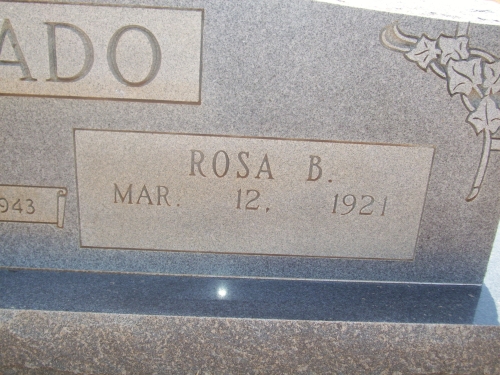 ADO
ROSA B.
MAR. 12, 1921
943